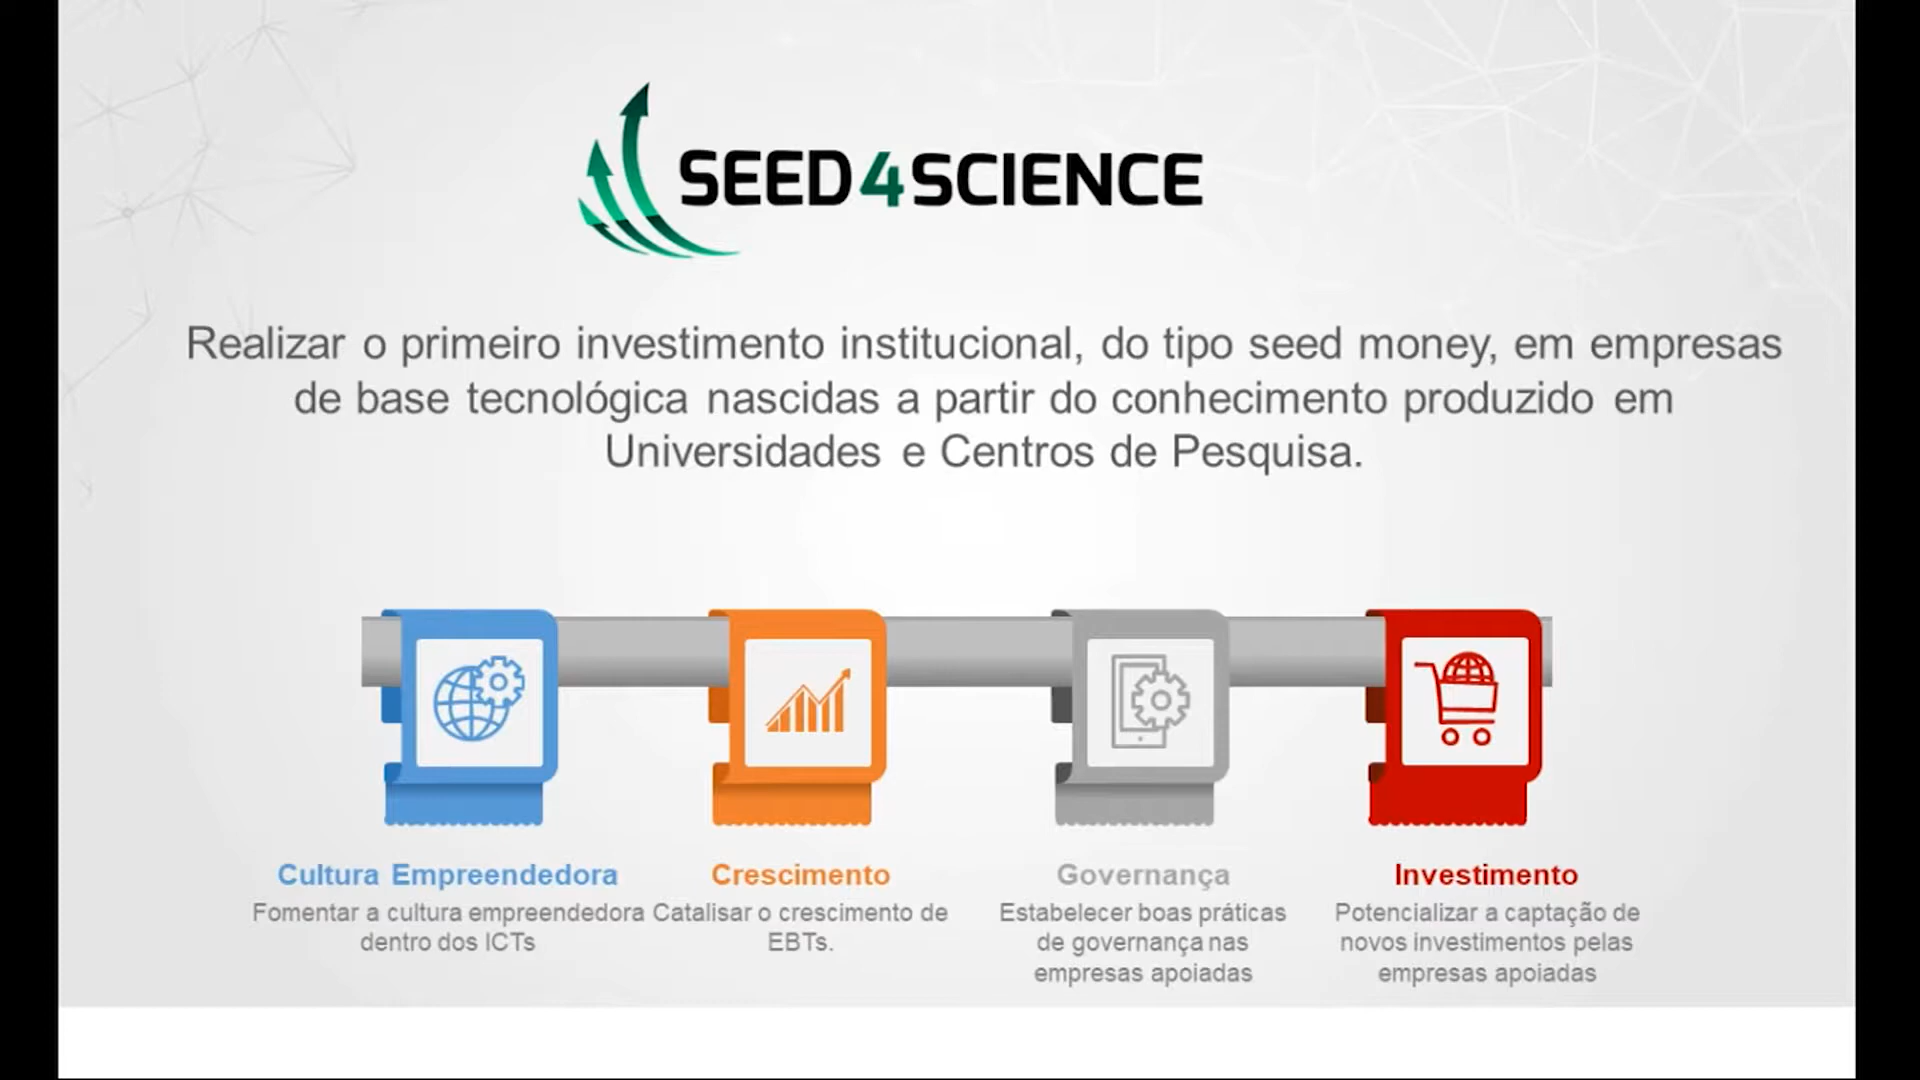 SEED4SCIENCE
Realizar o primeiro investimento institucional, do tipo seed money, em empresas
de base tecnológica nascidas a partir do conhecimento produzido em
Universidades e Centros de Pesquisa.
Cultura Empreendedora
Fomentar a cultura empreendedora
dentro dos ICTs
Crescimento
Catalisar o crescimento de
EBTs.
Governança
Estabelecer boas práticas
de governança nas
empresas apoiadas
Investimento
Potencializar a captação de
novos investimentos pelas
empresas apoiadas